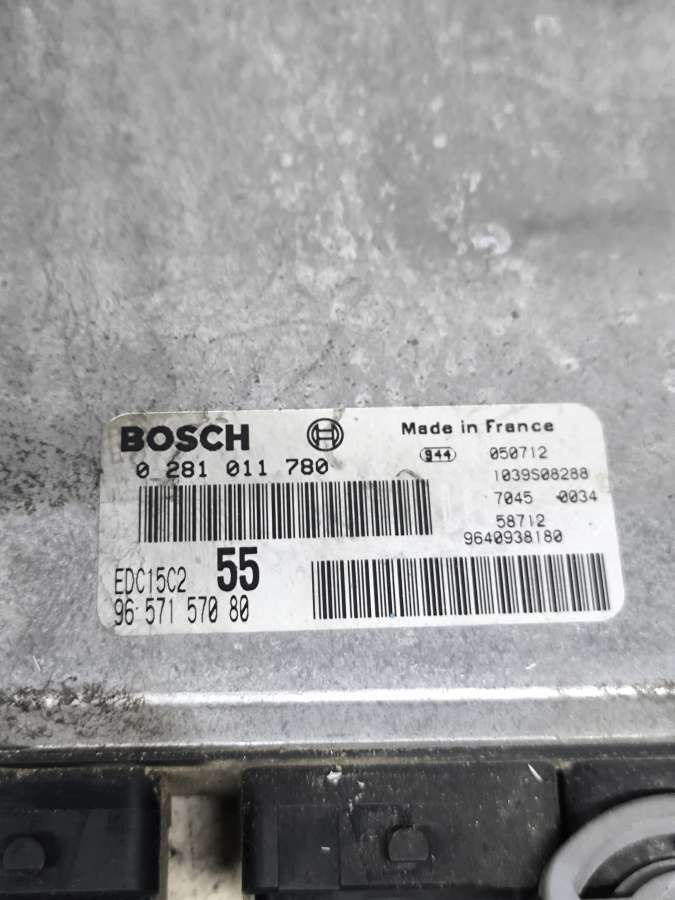 BOSCH
Made in France
0 281 011 780
944 050712
1039S08288
7045 0034
58712
9640938180
EDC15C2 55
96 571 570 80